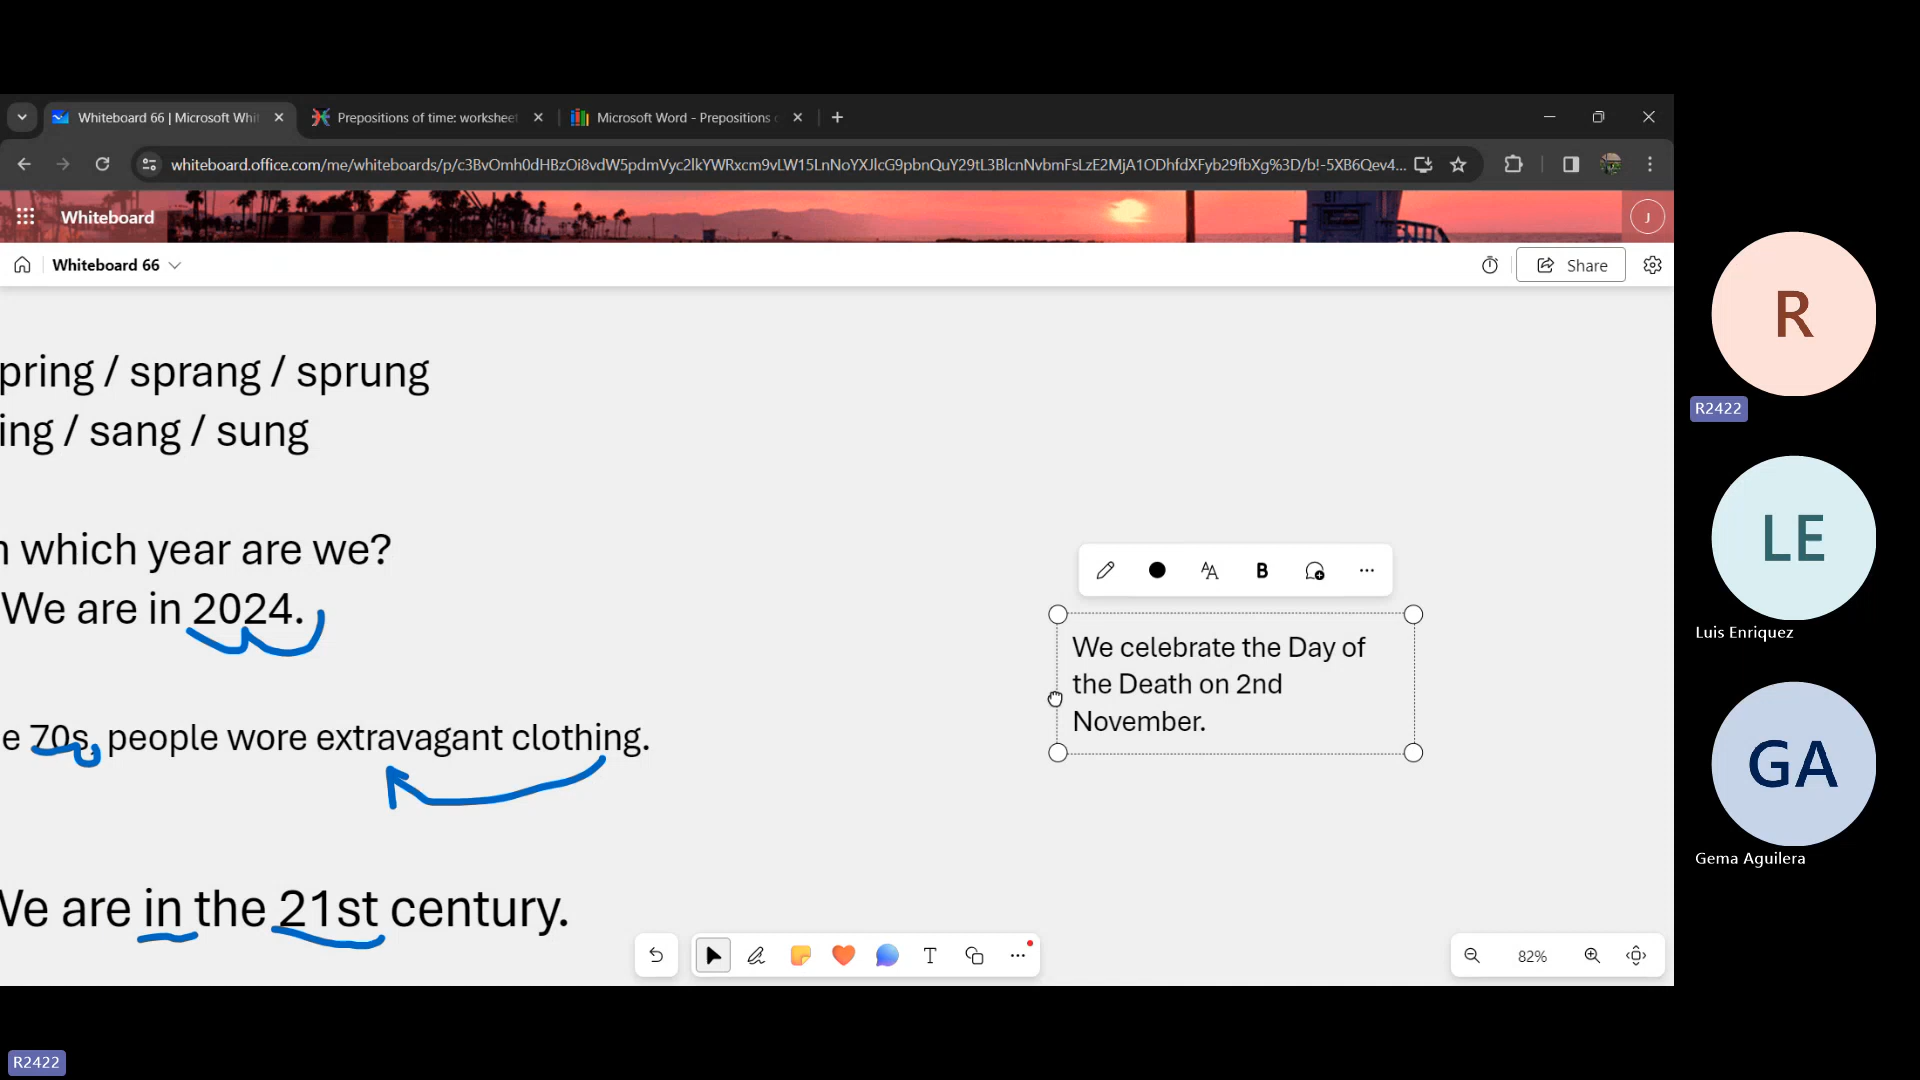 Whiteboard 66 | Microsoft Whit
Prepositions of time: worksheet
Microsoft Word - Prepositions
whiteboard.office.com/me/whiteboards/p/c3BvOmh0dHBzOi8vdW5pdmVyc2lkYWRxcm9vLW15LnNoYXJlcG9pbnQuY29tL3BlcnNvbmFsLzE2MjA1ODhfdXFyb29fbXg%3D/b!-5XB6Qev4...
Whiteboard
J
Whiteboard 66
Share
pring / sprang / sprung
ing / sang / sung
which year are we?
We are in 2024.
e 70s, people wore extravagant clothing.
We are in the 21st century.
B
We celebrate the Day of
the Death on 2nd
November.
T
82%
R
R2422
LE
Luis Enriquez
GA
Gema Aguilera
R2422